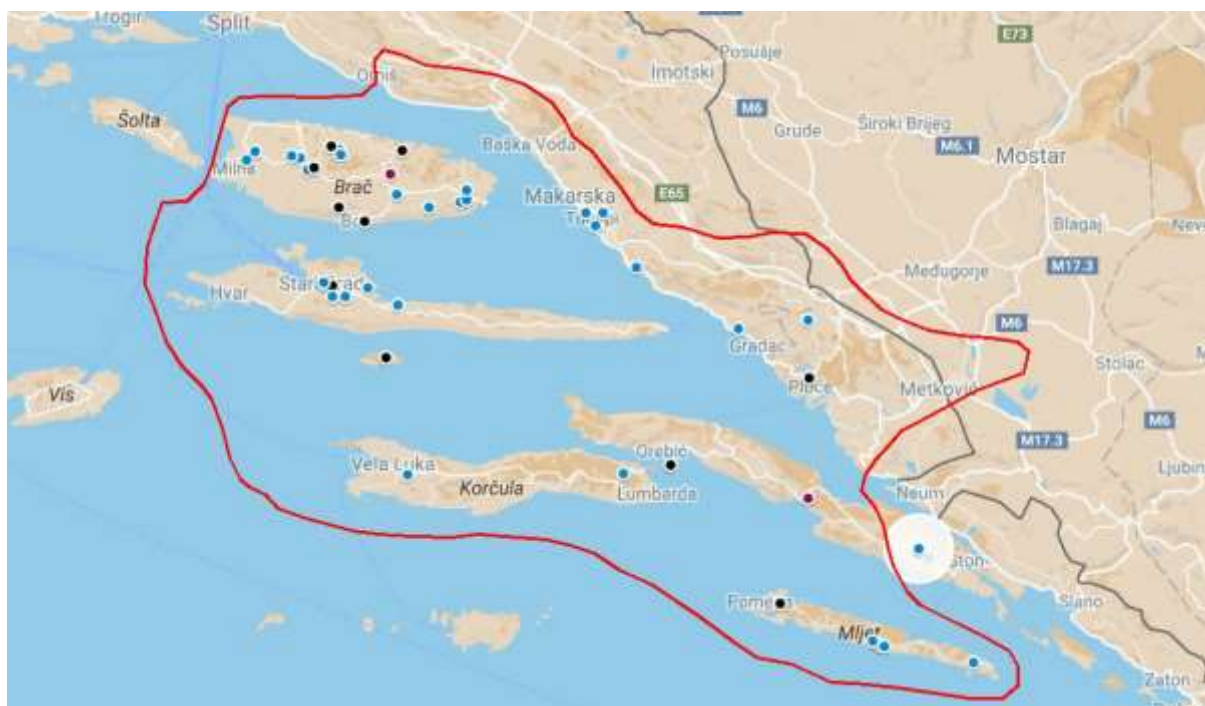 Trogir
Split
Posušje
E73
Omiš
Imotski
M6
Široki Brijeg
Šolta
Grude
M6.1
Baška Voda
Mostar
Milna
Brač
E65
Makarska
Blagaj
Hvar
Međugorje
M17.3
M6
Gradac
Stolac
Vis
Ploče
Metković
M6
Orebić
M17.3
Vela Luka
Korčula
Lumbarda
Neum
Ston
Slano
Mljet
Zaton